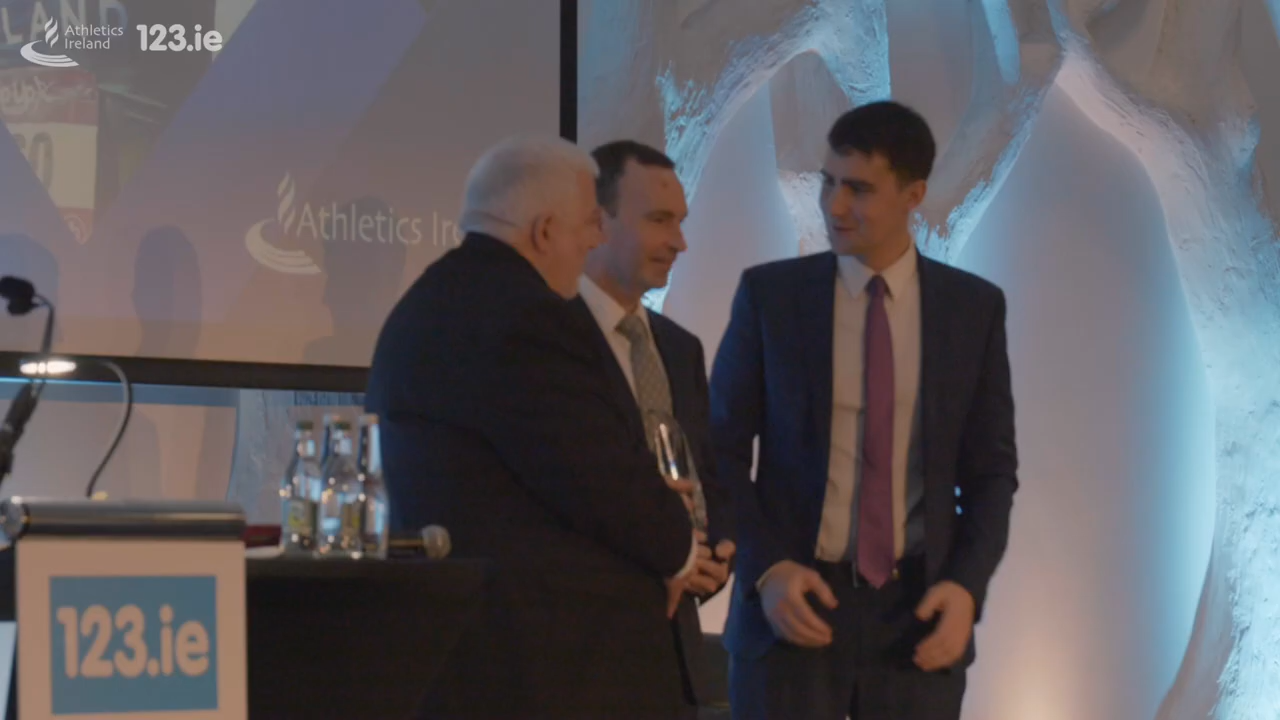 LAND
Athletics
Ireland
123.ie
Athletics Ire
123.ie